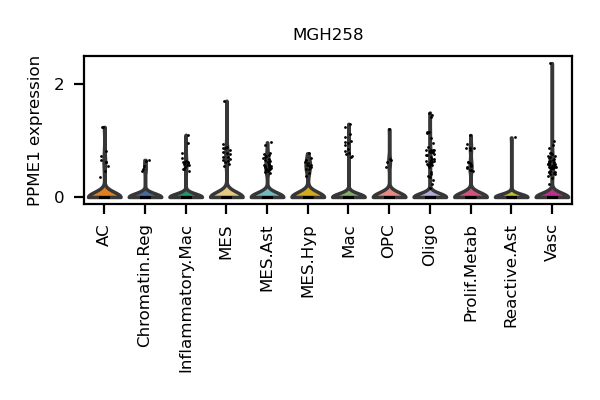 MGH258
PPME1 expression
2
0
AC
Chromatin.Reg
Inflammatory.Mac
MES
MES.Ast
MES.Hyp
Mac
OPC
Oligo
Prolif.Metab
Reactive.Ast
Vasc